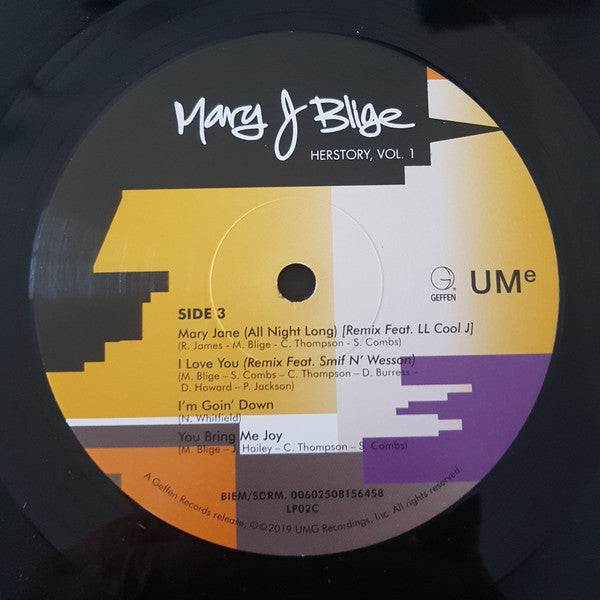 Mary J Blige
HERSTORY, VOL. 1
G
GEFFEN
UMe
SIDE 3
Mary Jane (All Night Long) [Remix Feat. LL Cool J]
(R. James - M. Blige - C. Thompson - S. Combs)
I Love You (Remix Feat. Smif N' Wesson)
(M. Blige – S. Combs – C. Thompson – D. Burress –
D. Howard – P. Jackson)
I'm Goin' Down
(N. Whitfield)
You Bring Me Joy
(M. Blige – J. Hailey – C. Thompson – S. Combs)
BIEM/SDRM, 00602508156458
LP02C
A Geffen Records release; ℗©2019 UMG Recordings, Inc. All rights reserved.